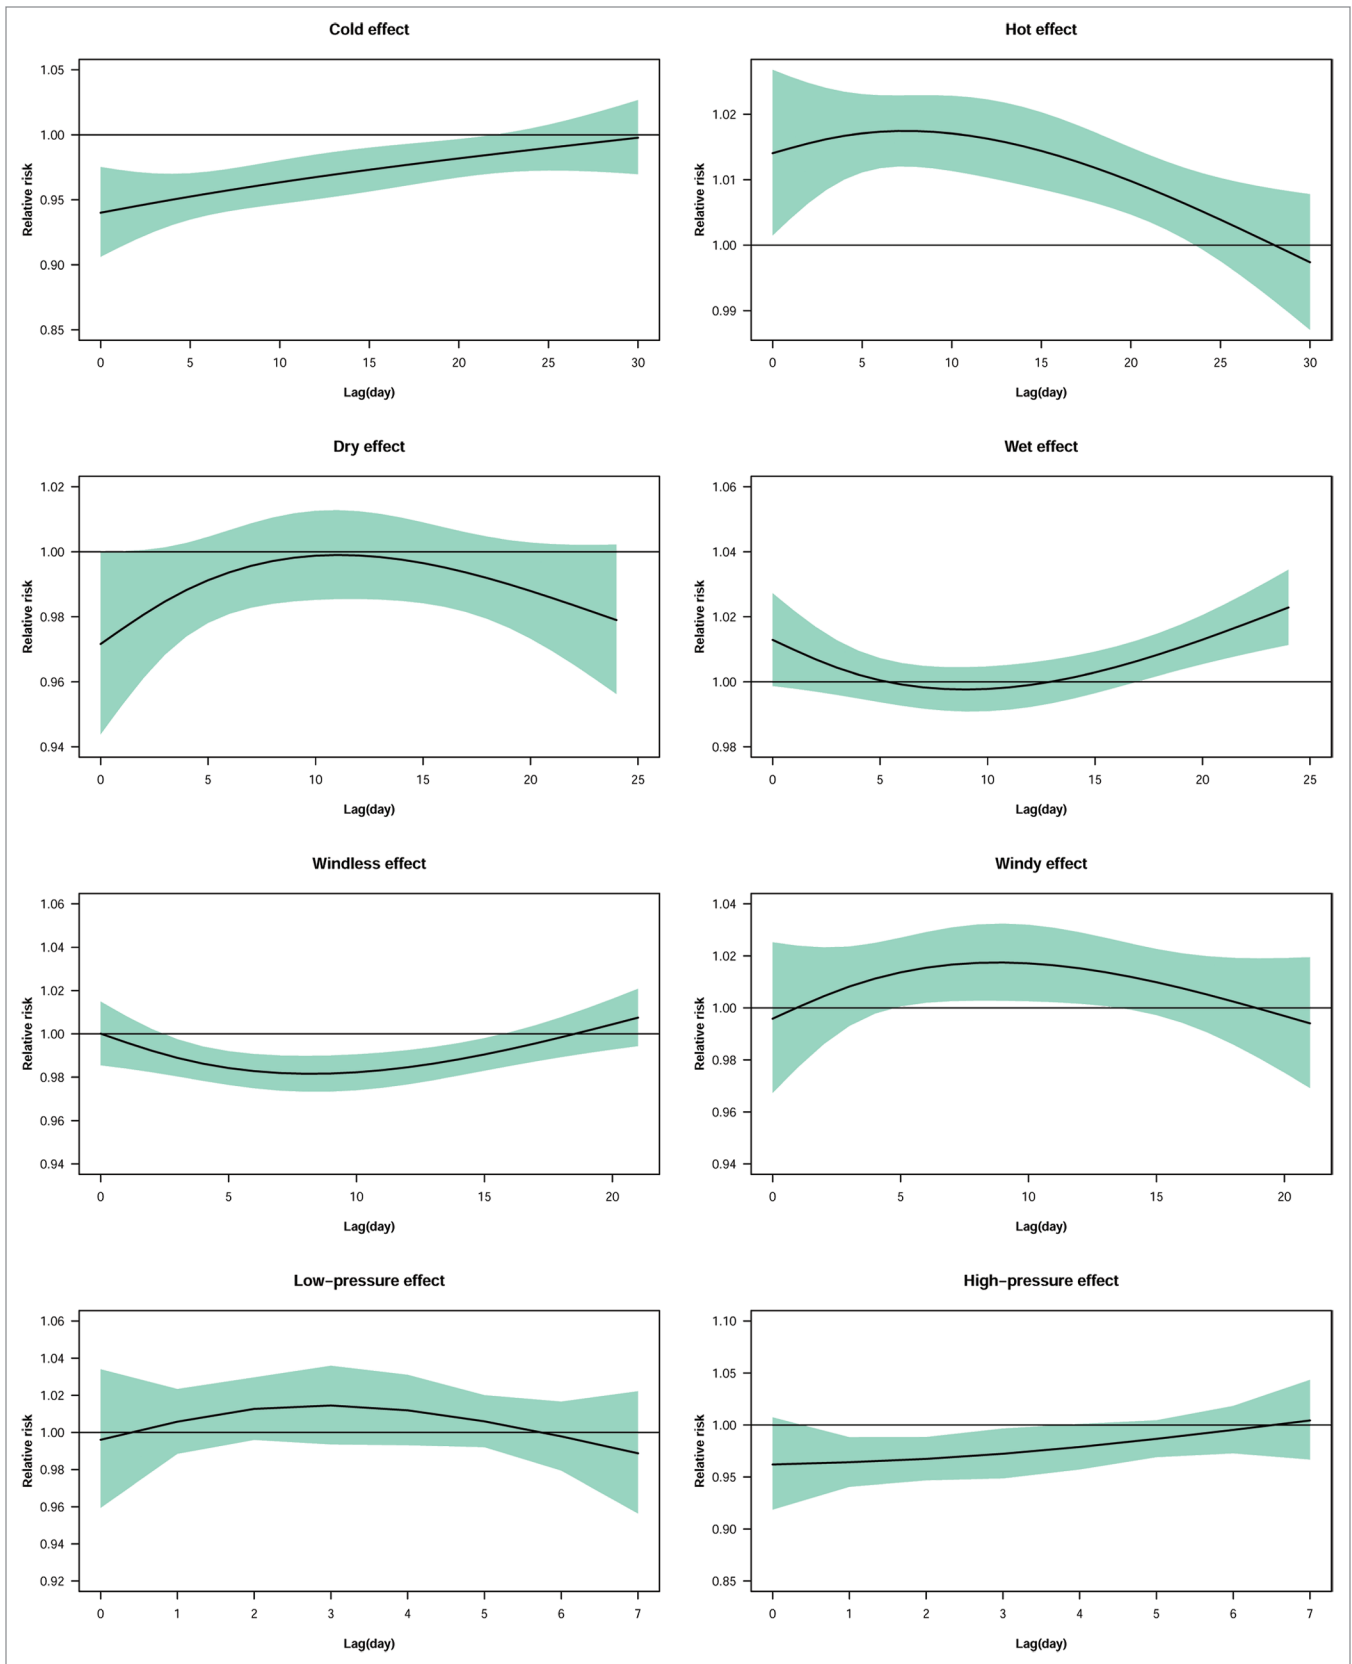 Cold effect
1.05
1.00
0.95
0.90
0.85
Relative risk
0 5 10 15 20 25 30
Lag(day)
Hot effect
1.02
1.01
1.00
0.99
Relative risk
0 5 10 15 20 25 30
Lag(day)
Dry effect
1.02
1.00
0.98
0.96
0.94
Relative risk
0 5 10 15 20 25
Lag(day)
Wet effect
1.06
1.04
1.02
1.00
0.98
Relative risk
0 5 10 15 20 25
Lag(day)
Windless effect
1.06
1.04
1.02
1.00
0.98
0.96
0.94
Relative risk
0 5 10 15 20
Lag(day)
Windy effect
1.04
1.02
1.00
0.98
0.96
0.94
Relative risk
0 5 10 15 20
Lag(day)
Low−pressure effect
1.06
1.04
1.02
1.00
0.98
0.96
0.94
0.92
Relative risk
0 1 2 3 4 5 6 7
Lag(day)
High−pressure effect
1.10
1.05
1.00
0.95
0.90
0.85
Relative risk
0 1 2 3 4 5 6 7
Lag(day)